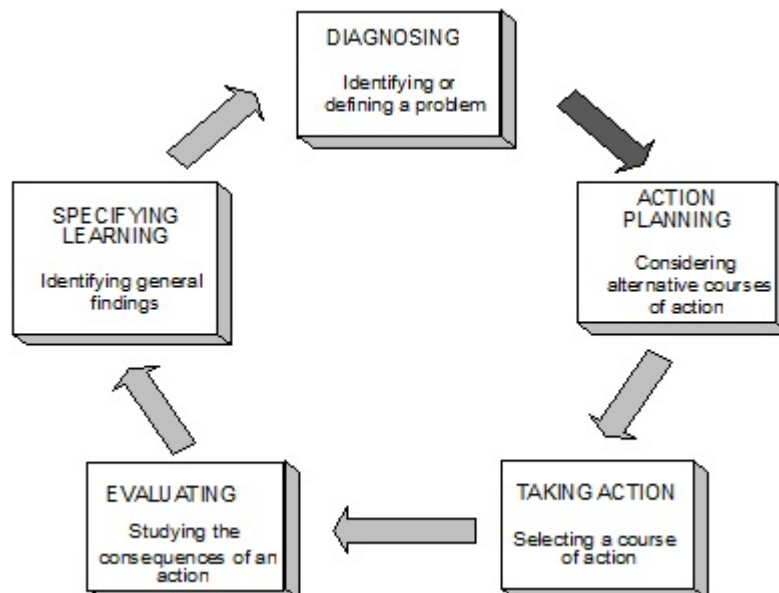 DIAGNOSING
Identifying or
defining a problem
ACTION
PLANNING
Considering
alternative courses
of action
TAKING ACTION
Selecting a course
of action
EVALUATING
Studying the
consequences of an
action
SPECIFYING
LEARNING
Identifying general
findings